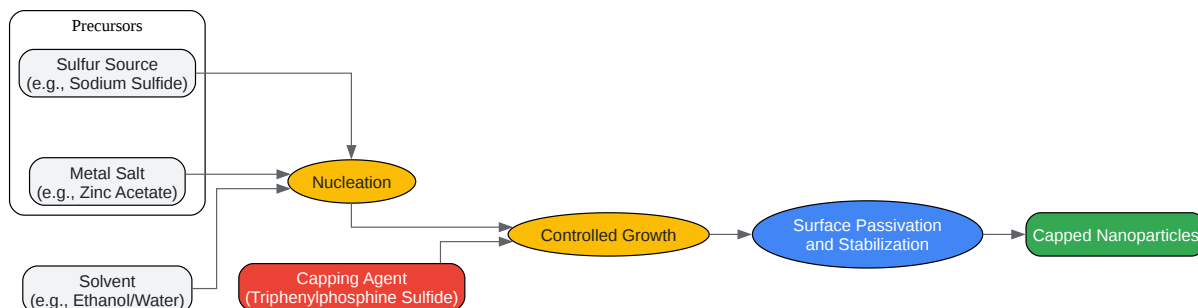 Precursors
Sulfur Source
(e.g., Sodium Sulfide)
Metal Salt
(e.g., Zinc Acetate)
Solvent
(e.g., Ethanol/Water)
Nucleation
Capping Agent
(Triphenylphosphine Sulfide)
Controlled Growth
Surface Passivation
and Stabilization
Capped Nanoparticles